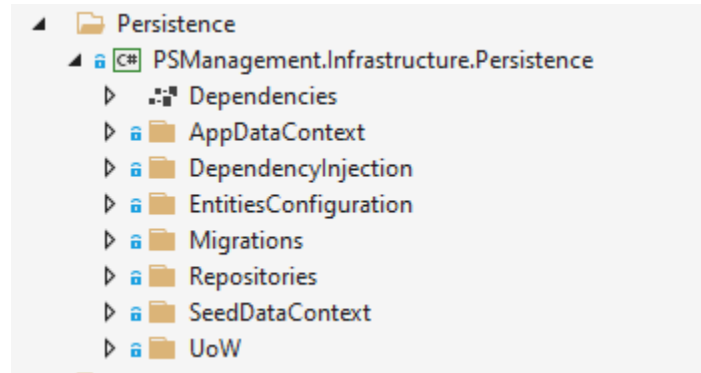 Persistence
C# PSManagement.Infrastructure.Persistence
Dependencies
AppDataContext
DependencyInjection
EntitiesConfiguration
Migrations
Repositories
SeedDataContext
UoW